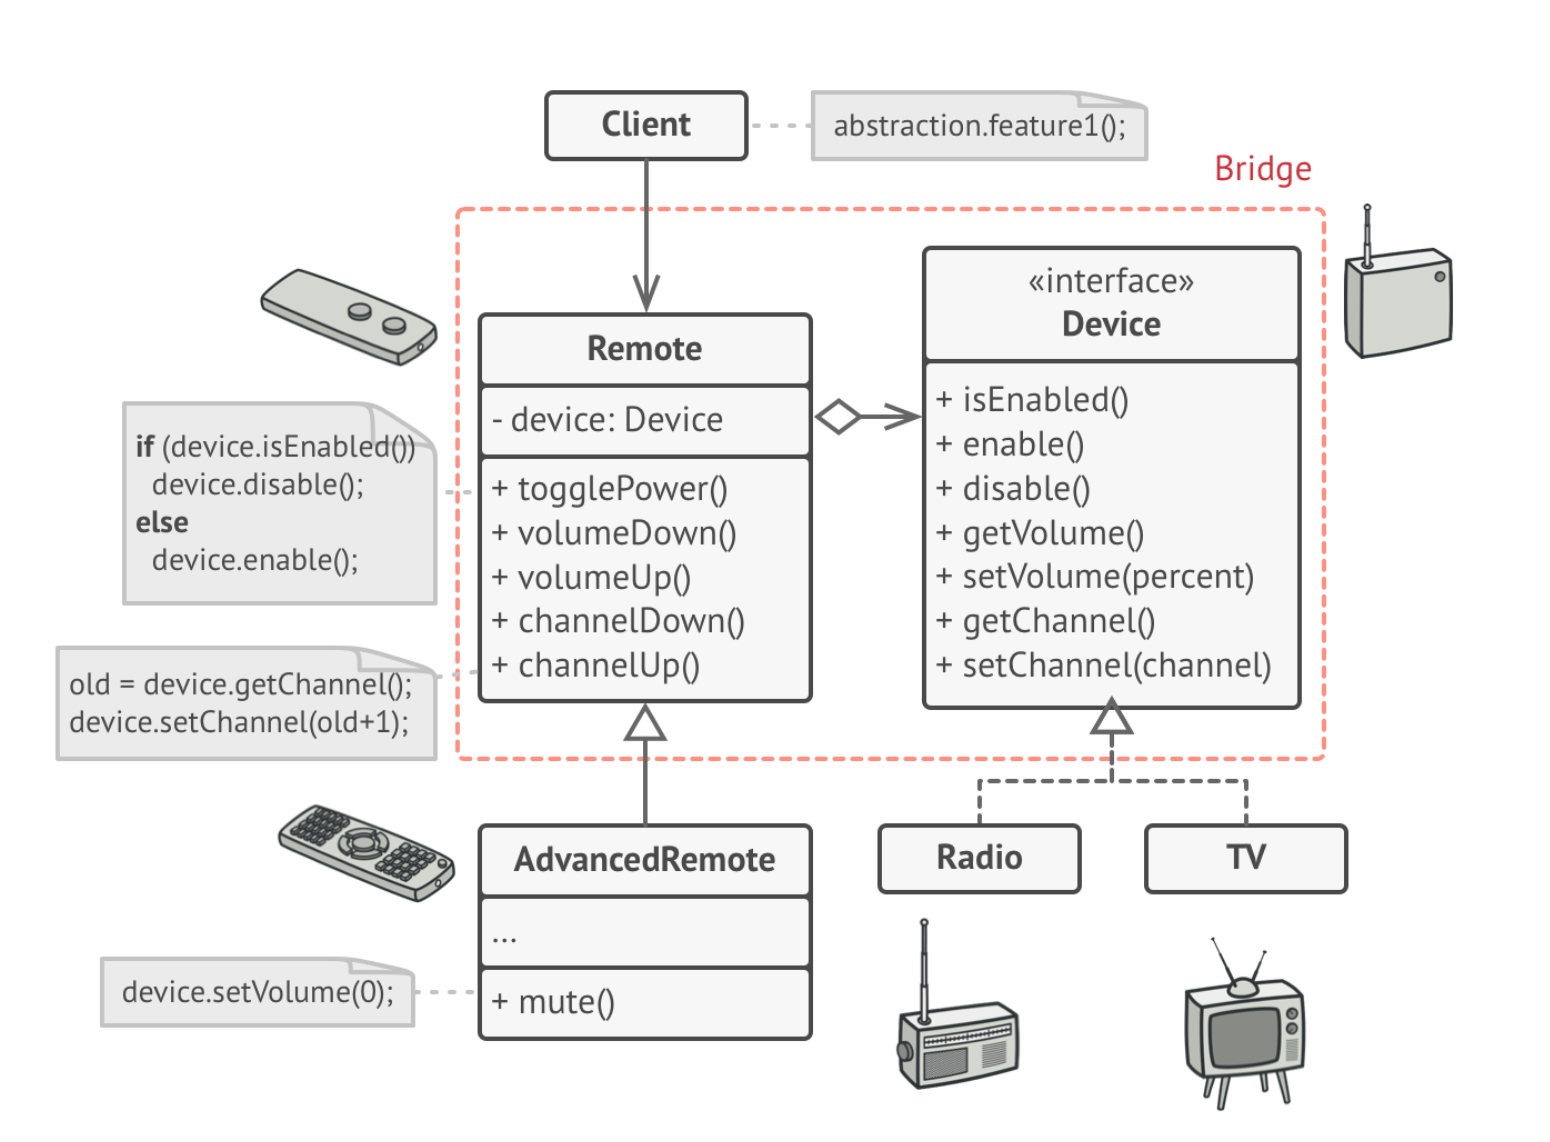 Client
abstraction.feature1();
Bridge
Remote
- device: Device
+ togglePower()
+ volumeDown()
+ volumeUp()
+ channelDown()
+ channelUp()
«interface»
Device
+ isEnabled()
+ enable()
+ disable()
+ getVolume()
+ setVolume(percent)
+ getChannel()
+ setChannel(channel)
if (device.isEnabled())
device.disable();
else
device.enable();
old = device.getChannel();
device.setChannel(old+1);
AdvancedRemote
...
+ mute()
device.setVolume(0);
Radio
TV